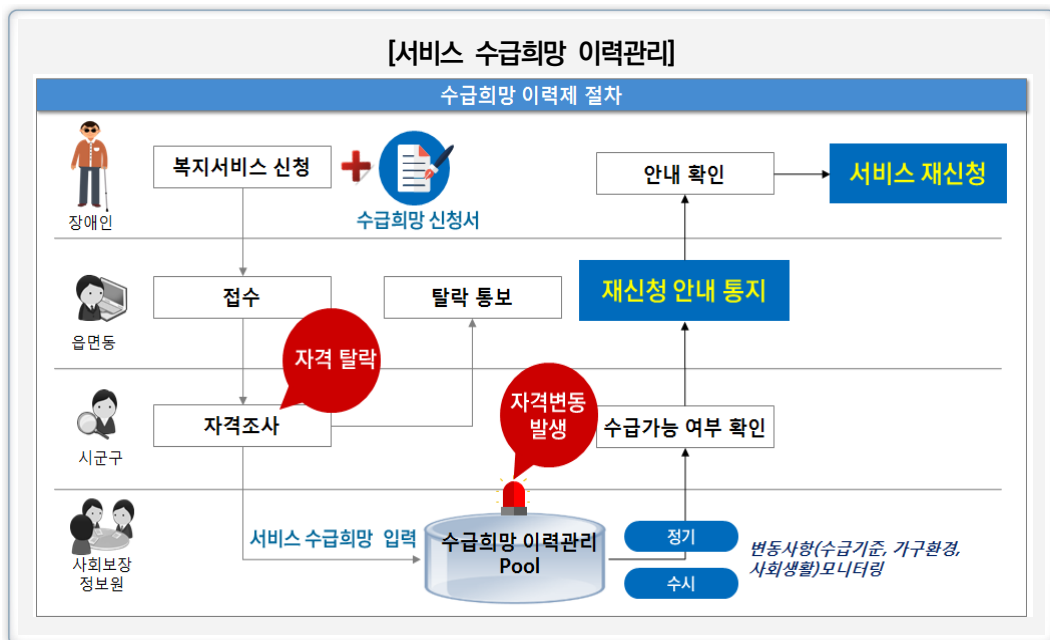 [서비스 수급희망 이력관리]
수급희망 이력제 절차
장애인
복지서비스 신청
수급희망 신청서
안내 확인
서비스 재신청
읍면동
접수
탈락 통보
재신청 안내 통지
자격 탈락
시군구
자격조사
자격변동
발생
수급가능 여부 확인
사회보장
정보원
서비스 수급희망 입력
수급희망 이력관리
Pool
정기
수시
변동사항(수급기준, 가구환경,
사회생활)모니터링